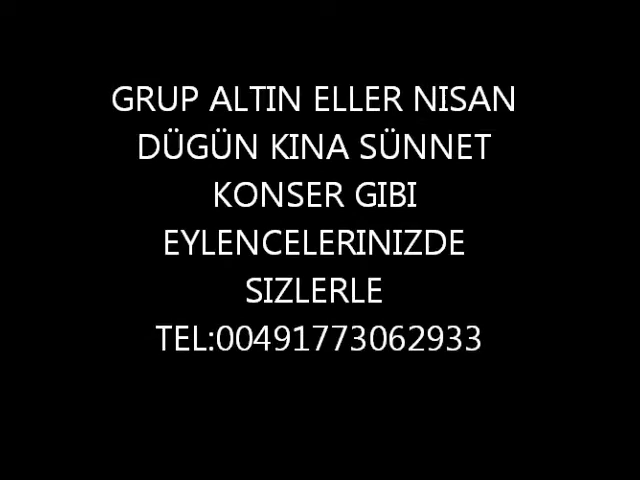 GRUP ALTIN ELLER NISAN
DÜGÜN KINA SÜNNET
KONSER GIBI
EYLENCELERINIZDE
SIZLERLE
TEL:00491773062933